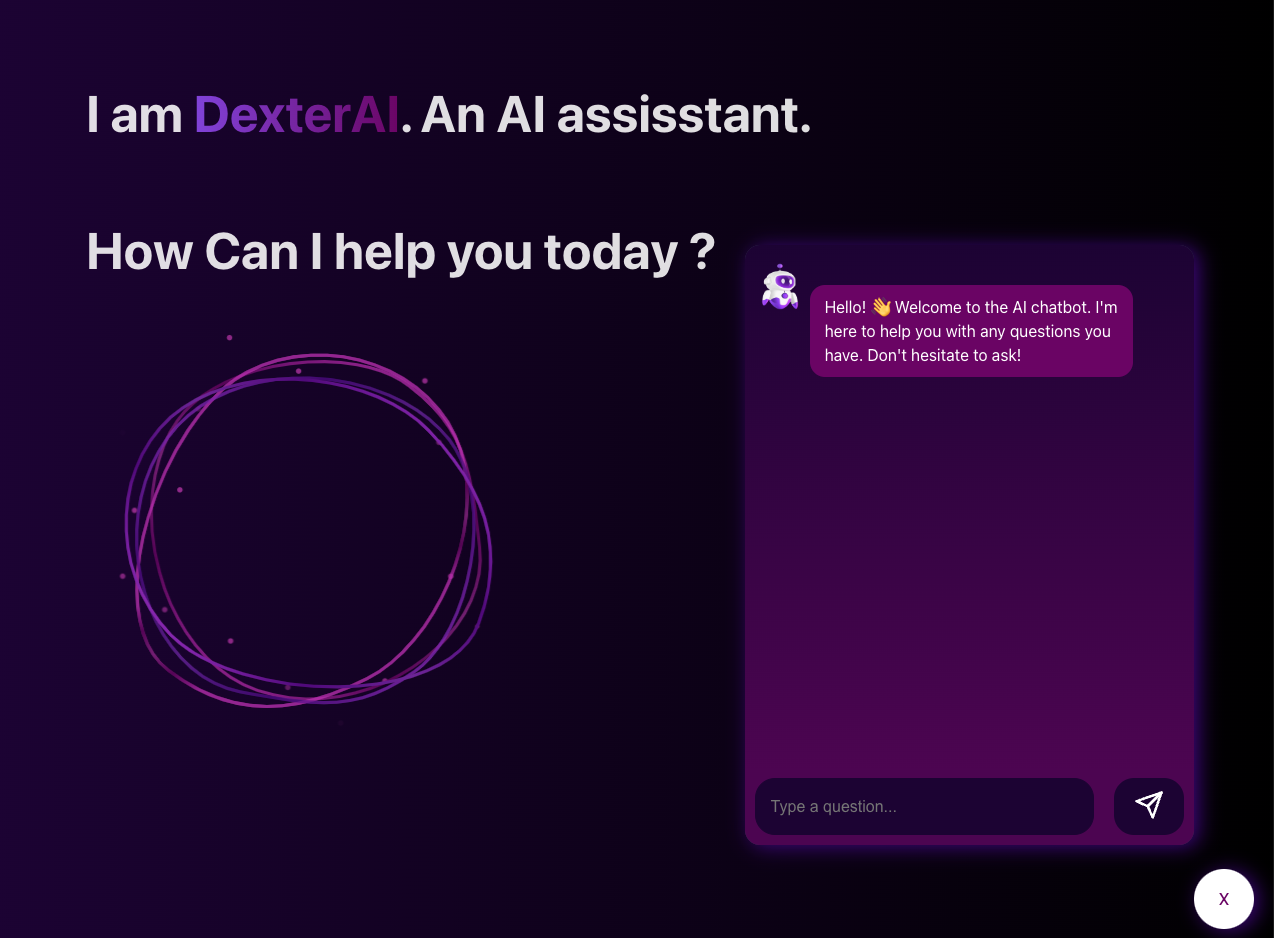 I am DexterAI. An AI assisstant.
How Can I help you today ?
Hello! 👋 Welcome to the AI chatbot. I'm
here to help you with any questions you
have. Don't hesitate to ask!
Type a question...
X